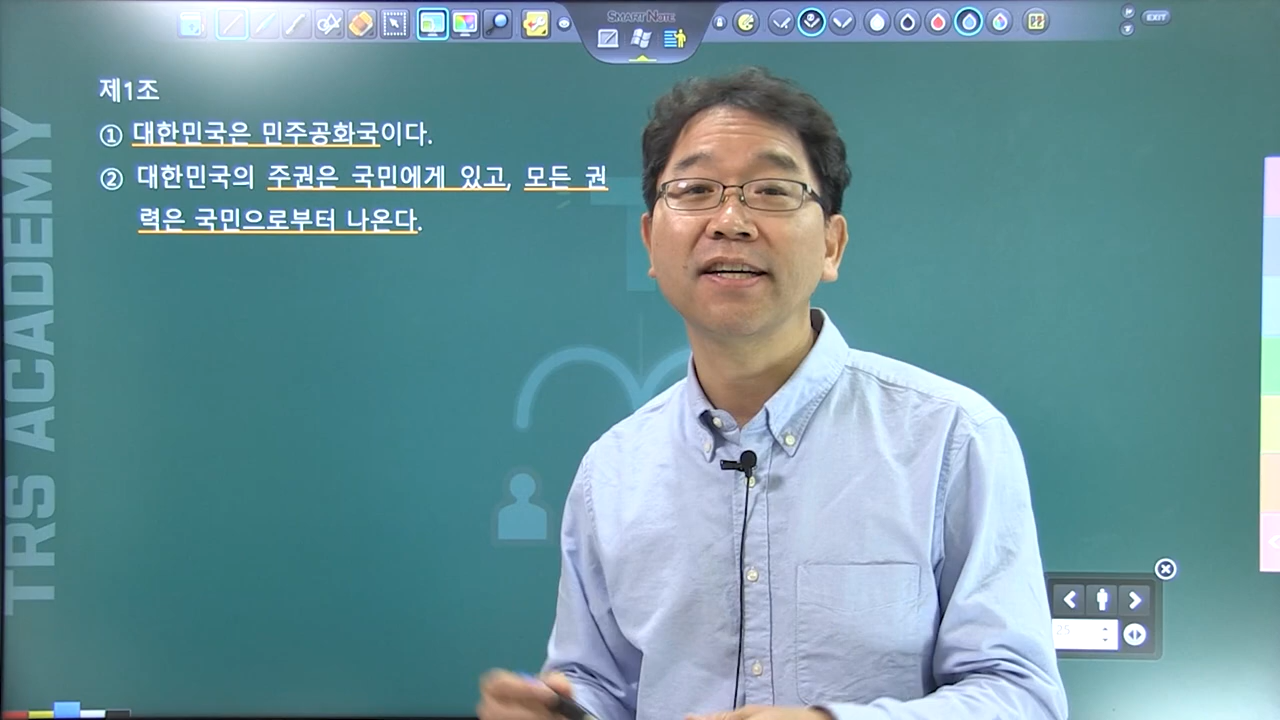 SMART NOTE
EXIT
제1조
① 대한민국은 민주공화국이다.
② 대한민국의 주권은 국민에게 있고, 모든 권
력은 국민으로부터 나온다.
TRS ACADEMY
25